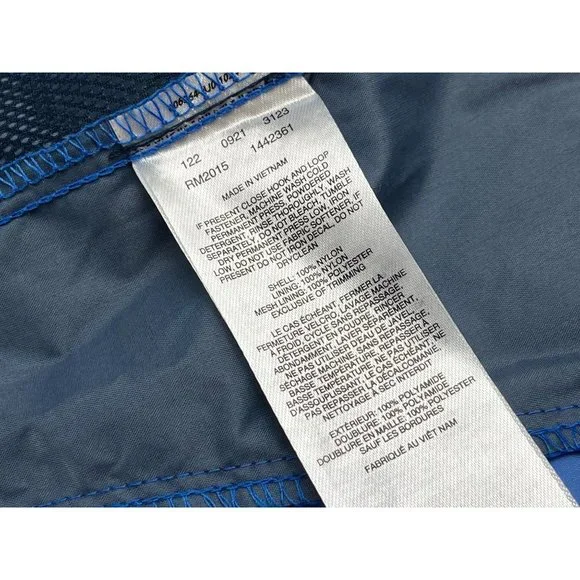 122 0921 3123
RM2015 1442361
MADE IN VIETNAM
IF PRESENT CLOSE HOOK AND LOOP
FASTENER, MACHINE WASH COLD
PERMANENT PRESS, POWDERED
DETERGENT, RINSE THOROUGHLY, WASH
SEPARATELY, DO NOT BLEACH, TUMBLE
DRY PERMANENT PRESS LOW, IRON
LOW, DO NOT USE FABRIC SOFTENER, IF
PRESENT DO NOT IRON DECAL, DO NOT
DRYCLEAN
SHELL: 100% NYLON
LINING: 100% NYLON
MESH LINING: 100% POLYESTER
EXCLUSIVE OF TRIMMING
LE CAS ÉCHÉANT, FERMER LA
FERMETURE VELCRO, LAVAGE MACHINE
À FROID, CYCLE SANS REPASSAGE,
DÉTERGENT EN POUDRE, RINCER
ABONDAMMENT, LAVER SÉPARÉMENT,
NE PAS UTILISER D'EAU DE JAVEL,
SÉCHAGE MACHINE SANS REPASSAGE,
BASSE TEMPÉRATURE, REPASSAGE À
BASSE TEMPÉRATURE, NE PAS UTILISER
D'ASSOUPLISSANT, LE CAS ÉCHÉANT, NE
PAS REPASSER LA DÉCALCOMANIE,
NETTOYAGE À SEC INTERDIT
EXTÉRIEUR: 100% POLYAMIDE
DOUBLURE: 100% POLYAMIDE
DOUBLURE EN MAILLE: 100% POLYESTER
SAUF LES BORDURES
FABRIQUÉ AU VIÊT NAM